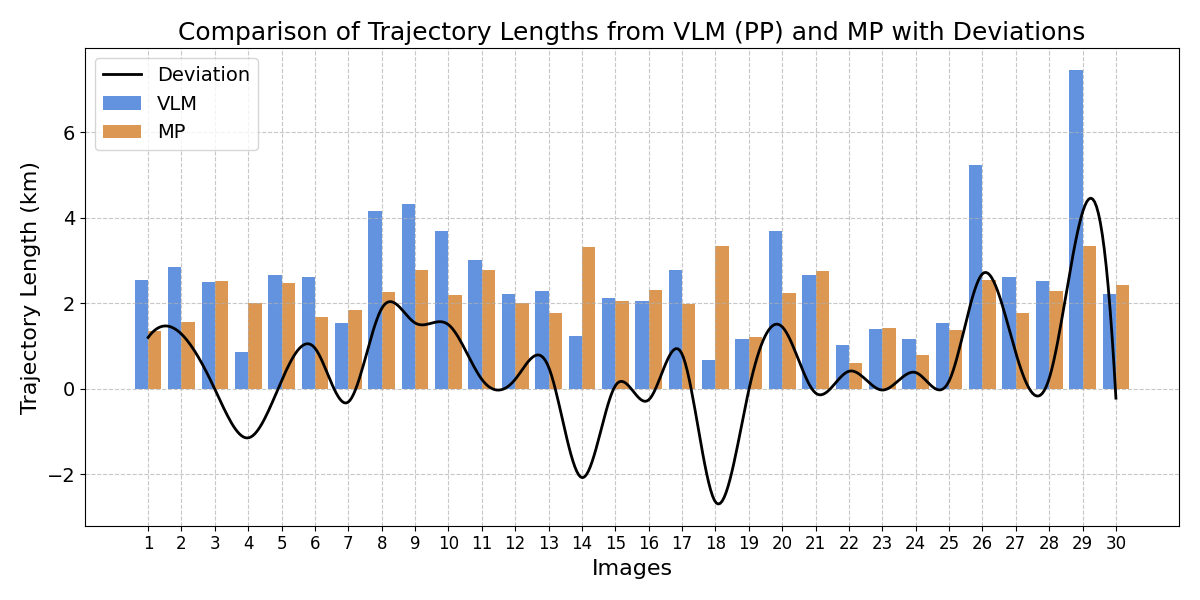 Comparison of Trajectory Lengths from VLM (PP) and MP with Deviations
Deviation
VLM
MP
Trajectory Length (km)
6
4
2
0
−2
1 2 3 4 5 6 7 8 9 10 11 12 13 14 15 16 17 18 19 20 21 22 23 24 25 26 27 28 29 30
Images